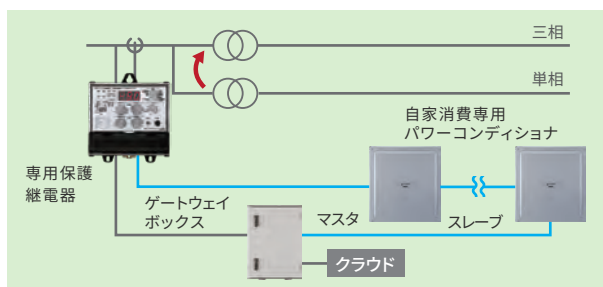 三相
単相
自家消費専用
パワーコンディショナ
専用保護
継電器
ゲートウェイ
ボックス
マスタ
スレーブ
クラウド